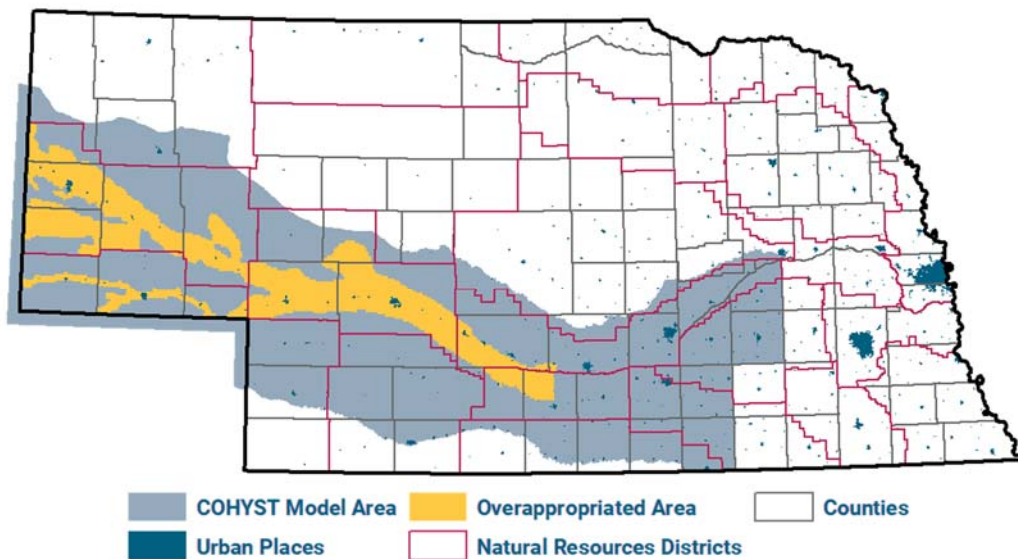 COHYST Model Area
Overappropriated Area
Counties
Urban Places
Natural Resources Districts